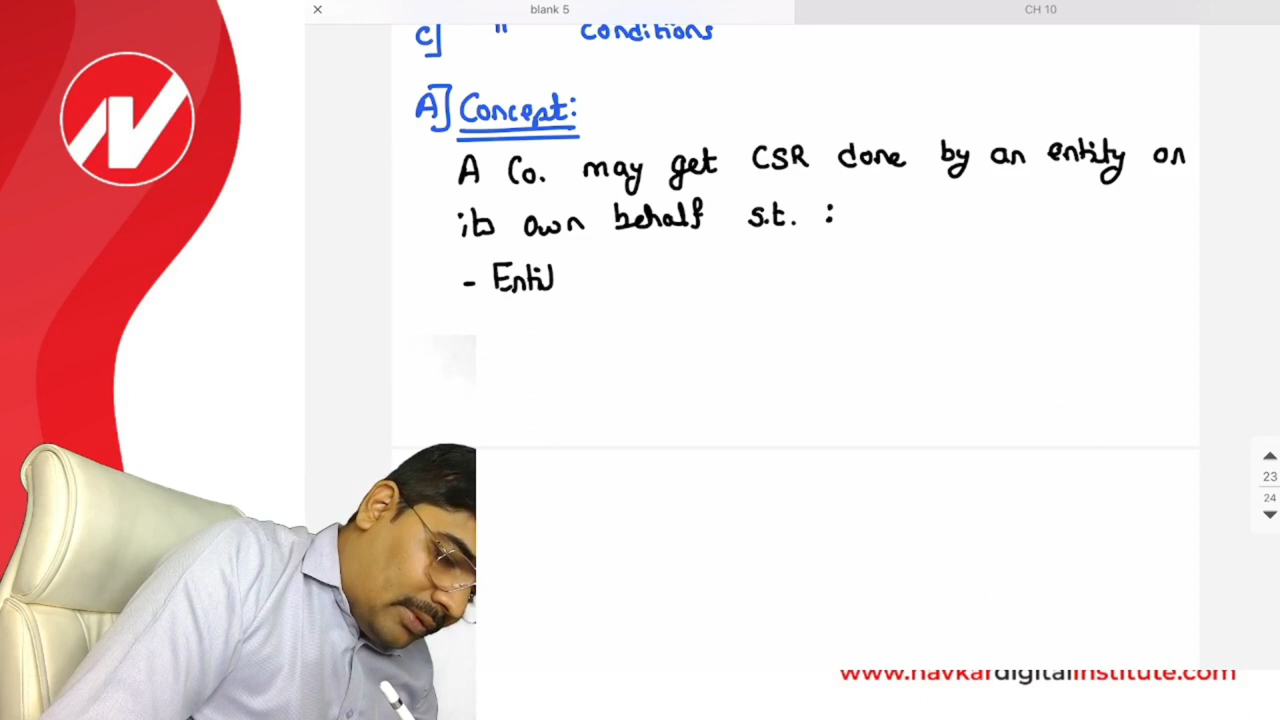 blank 5
CH 10
C] " Conditions
A] Concept:
A Co. may get CSR done by an entity on
its own behalf s.t. :
- Entit
23
24
www.navkardigitalinstitute.com